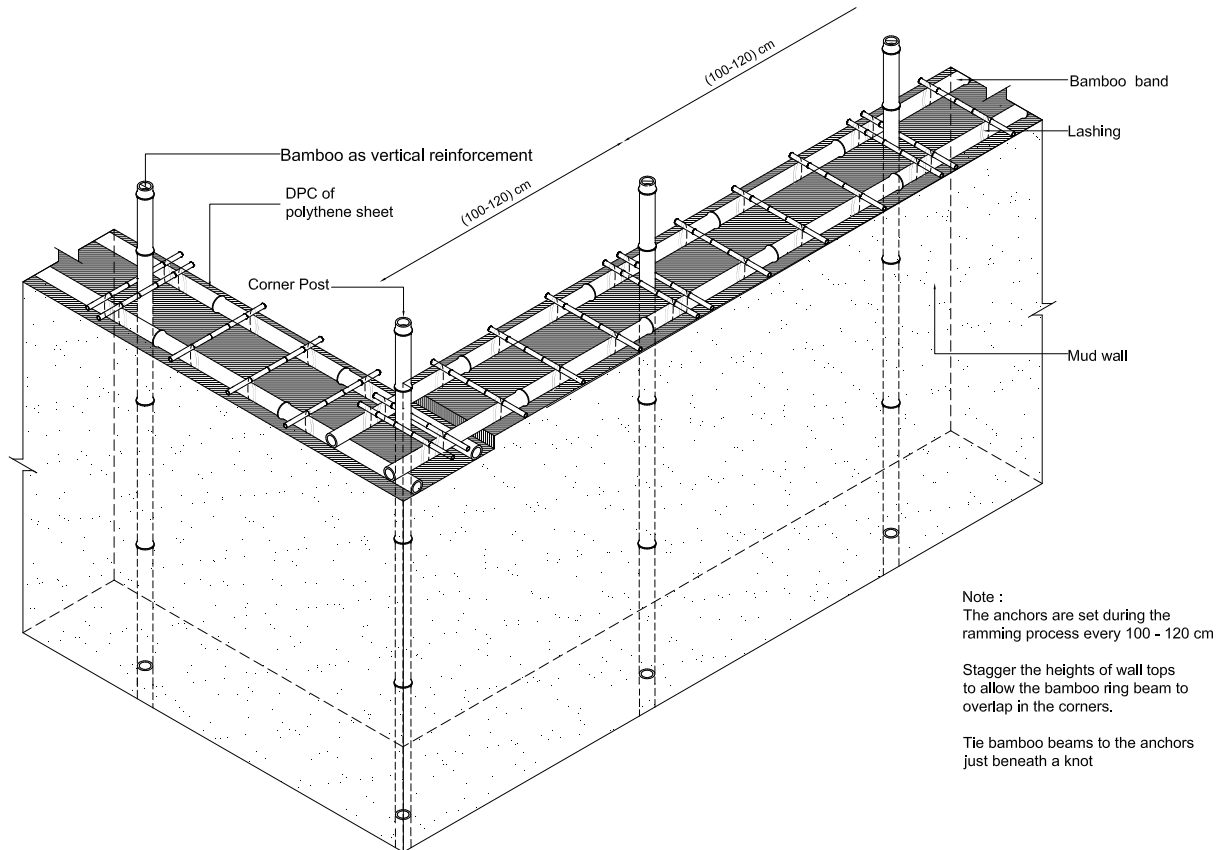 (100-120) cm
Bamboo band
Lashing
Bamboo as vertical reinforcement
DPC of
polythene sheet
(100-120) cm
Corner Post
Mud wall
Note :
The anchors are set during the
ramming process every 100 - 120 cm
Stagger the heights of wall tops
to allow the bamboo ring beam to
overlap in the corners.
Tie bamboo beams to the anchors
just beneath a knot